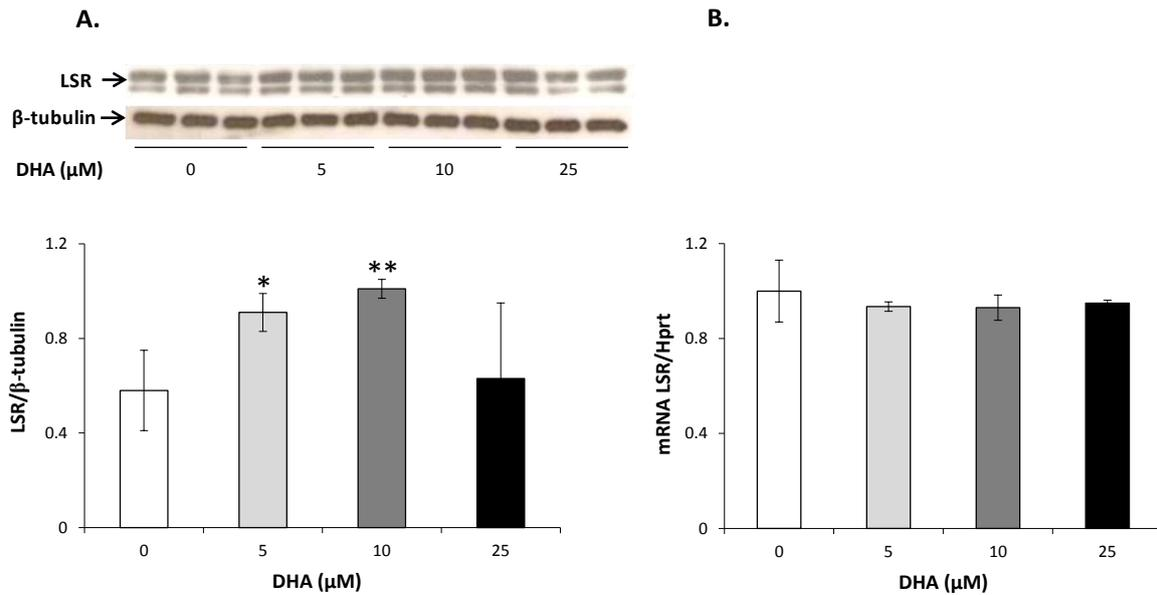 A.
LSR
β-tubulin
DHA (μM)
0 5 10 25
LSR/β-tubulin
1.2
0.8
0.4
0
* **
0 5 10 25
DHA (μM)
B.
mRNA LSR/Hprt
1.2
0.8
0.4
0
0 5 10 25
DHA (μM)